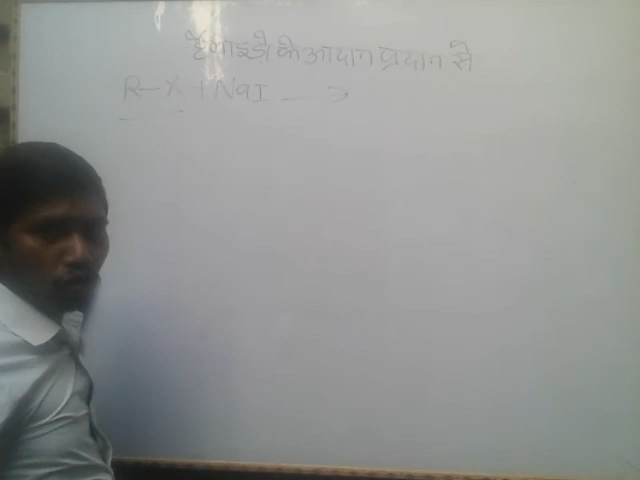 हैलाइडो के आदान प्रदान से
R-X + NaI →